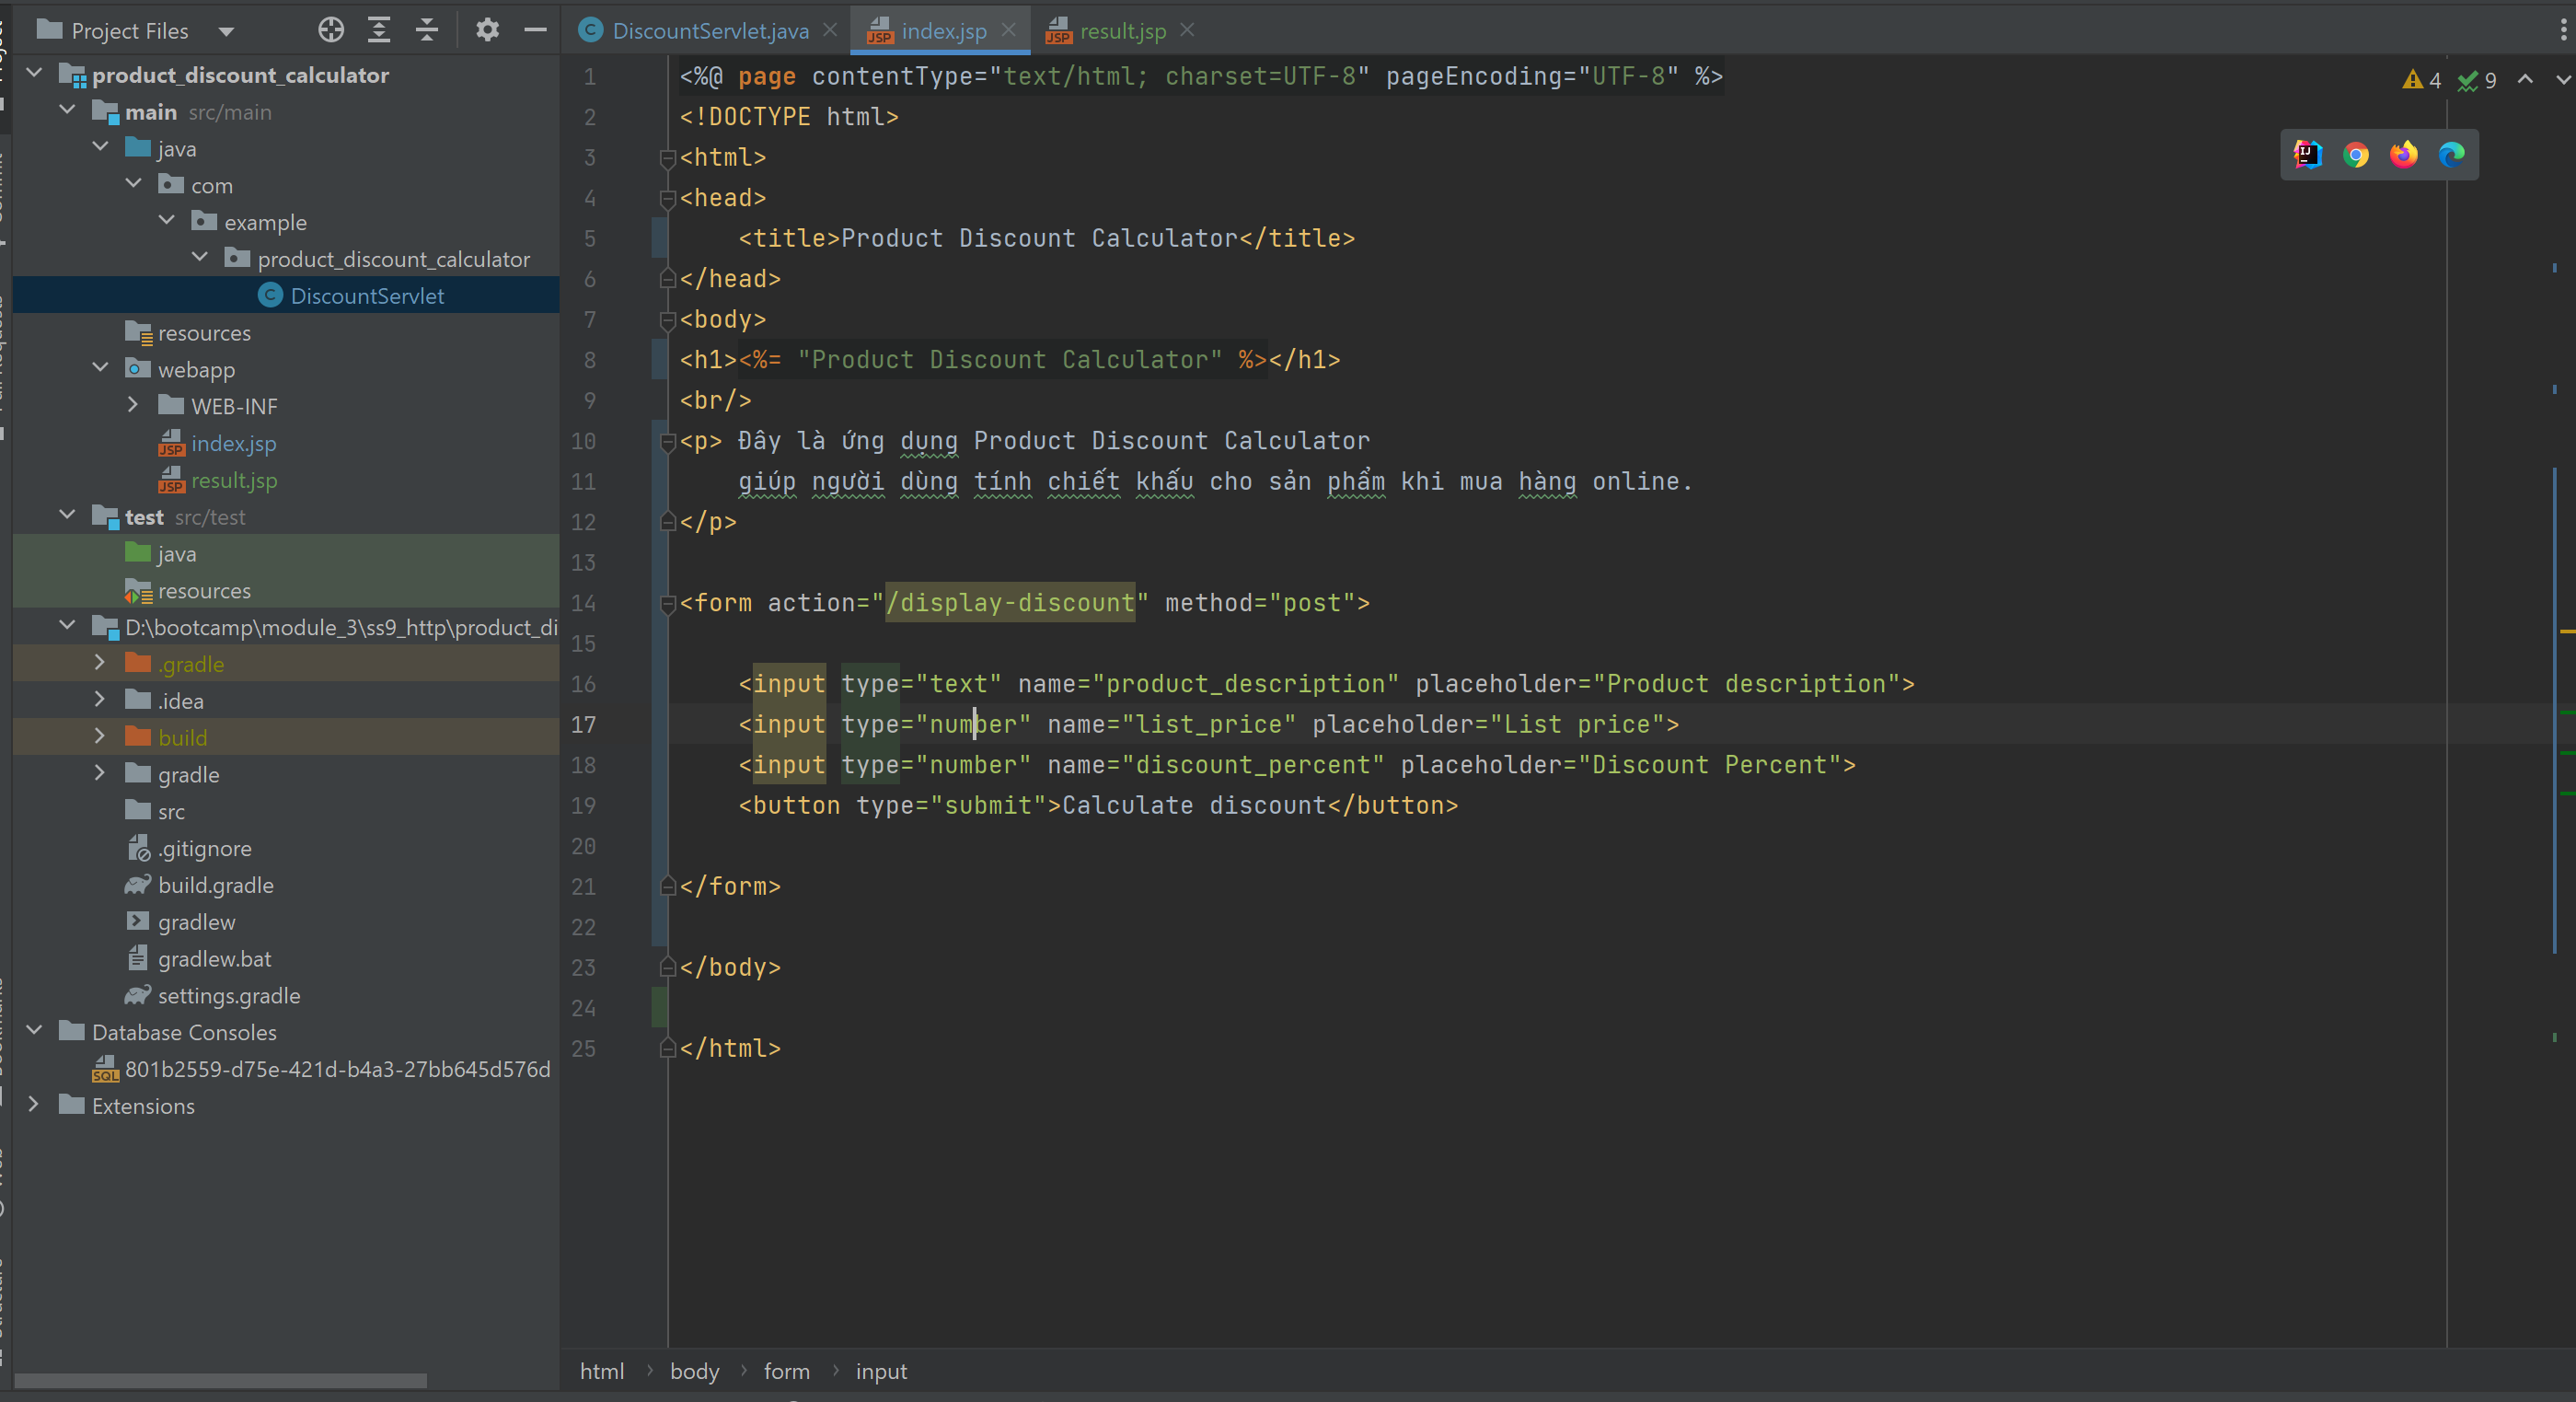 Project Files
DiscountServlet.java
index.jsp
result.jsp
product_discount_calculator
main src/main
java
com
example
product_discount_calculator
DiscountServlet
resources
webapp
WEB-INF
index.jsp
result.jsp
test src/test
java
resources
D:\bootcamp\module_3\ss9_http\product_di
.gradle
.idea
build
gradle
src
.gitignore
build.gradle
gradlew
gradlew.bat
settings.gradle
Database Consoles
801b2559-d75e-421d-b4a3-27bb645d576d
Extensions
4 9
1 <%@ page contentType="text/html; charset=UTF-8" pageEncoding="UTF-8" %>
2 <!DOCTYPE html>
3 <html>
4 <head>
5 <title>Product Discount Calculator</title>
6 </head>
7 <body>
8 <h1><%= "Product Discount Calculator" %></h1>
9 <br/>
10 <p> Đây là ứng dụng Product Discount Calculator
11 giúp người dùng tính chiết khấu cho sản phẩm khi mua hàng online.
12 </p>
13
14 <form action="/display-discount" method="post">
15
16 <input type="text" name="product_description" placeholder="Product description">
17 <input type="number" name="list_price" placeholder="List price">
18 <input type="number" name="discount_percent" placeholder="Discount Percent">
19 <button type="submit">Calculate discount</button>
20
21 </form>
22
23 </body>
24
25 </html>
html › body › form › input